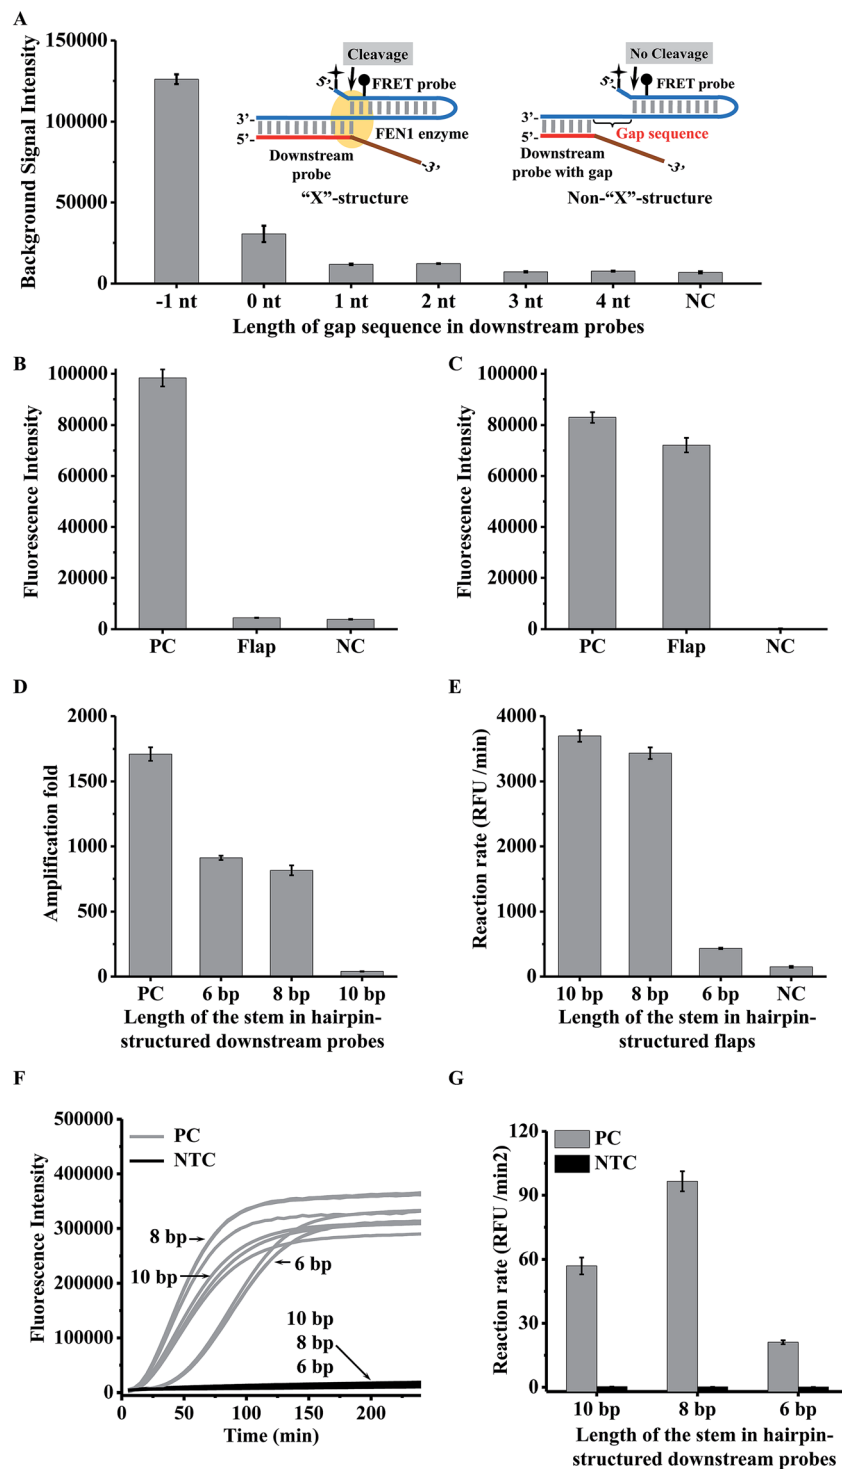 A
Background Signal Intensity
150000
100000
50000
0
-1 nt 0 nt 1 nt 2 nt 3 nt 4 nt NC
Length of gap sequence in downstream probes
Cleavage
5'-
FRET probe
3'-
5'-
FEN1 enzyme
Downstream
probe
-3'
“X”-structure
No Cleavage
5'-
FRET probe
3'-
5'-
Gap sequence
Downstream
probe with gap
-3'
Non-“X”-structure
B
Fluorescence Intensity
100000
80000
60000
40000
20000
0
PC Flap NC
C
Fluorescence Intensity
100000
80000
60000
40000
20000
0
PC Flap NC
D
Amplification fold
2000
1500
1000
500
0
PC 6 bp 8 bp 10 bp
Length of the stem in hairpin-
structured downstream probes
E
Reaction rate (RFU /min)
4000
3000
2000
1000
0
10 bp 8 bp 6 bp NC
Length of the stem in hairpin-
structured flaps
F
Fluorescence Intensity
500000
400000
300000
200000
100000
0
PC
NTC
8 bp
10 bp
6 bp
10 bp
8 bp
6 bp
0 50 100 150 200
Time (min)
G
Reaction rate (RFU /min2)
120
90
60
30
0
PC
NTC
10 bp 8 bp 6 bp
Length of the stem in hairpin-
structured downstream probes